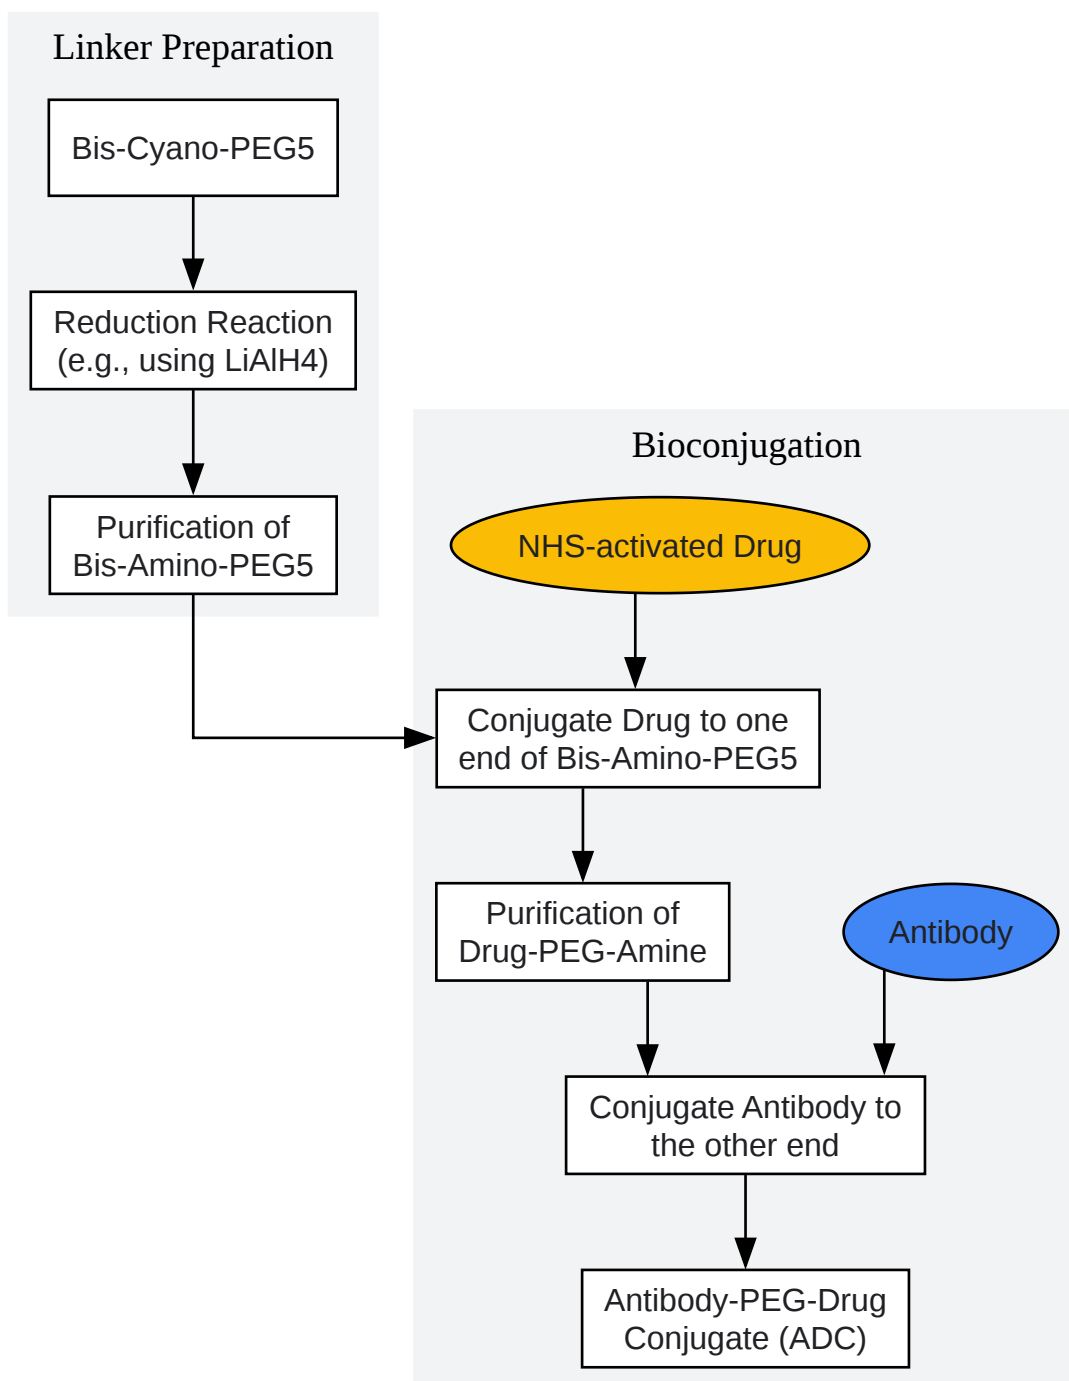 Linker Preparation
Bis-Cyano-PEG5
Reduction Reaction
(e.g., using LiAlH4)
Purification of
Bis-Amino-PEG5
Bioconjugation
NHS-activated Drug
Conjugate Drug to one
end of Bis-Amino-PEG5
Purification of
Drug-PEG-Amine
Antibody
Conjugate Antibody to
the other end
Antibody-PEG-Drug
Conjugate (ADC)